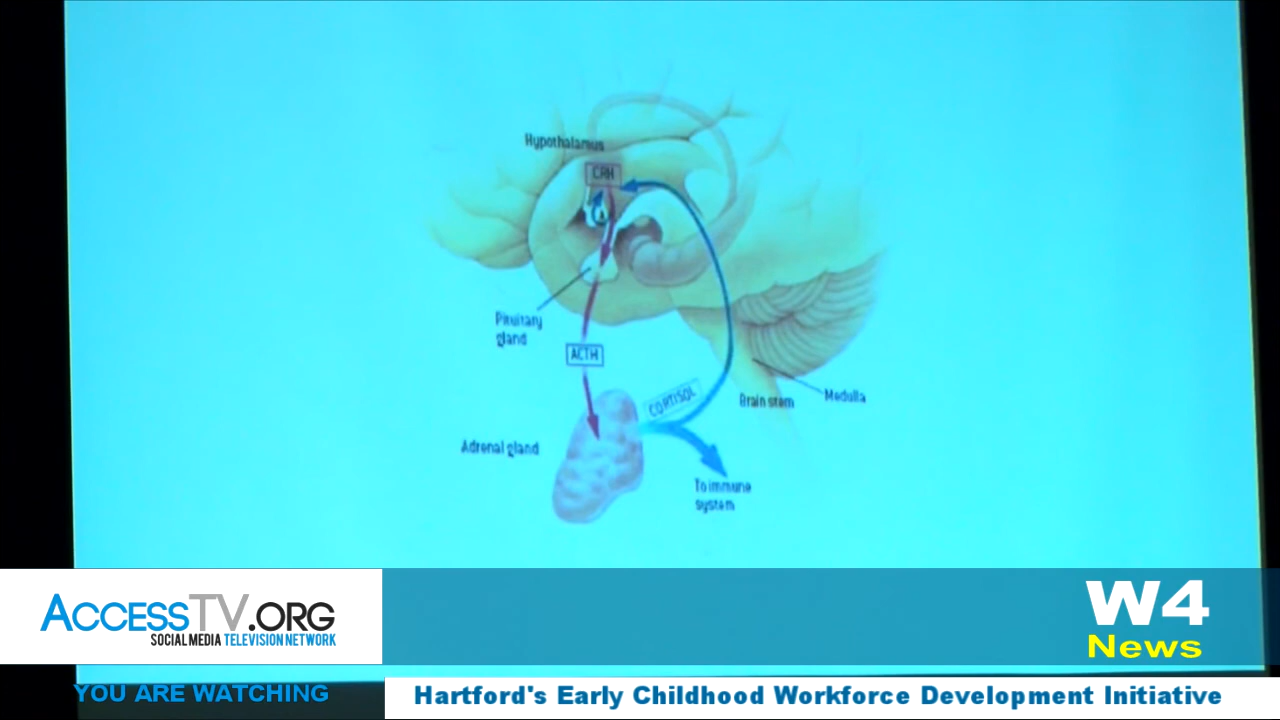 Hypothalamus
CRH
Pituitary
gland
ACTH
CORTISOL
Brain stem
Medulla
Adrenal gland
To immune
system
ACCESSTV.ORG
SOCIAL MEDIA TELEVISION NETWORK
W4
News
YOU ARE WATCHING
Hartford's Early Childhood Workforce Development Initiative